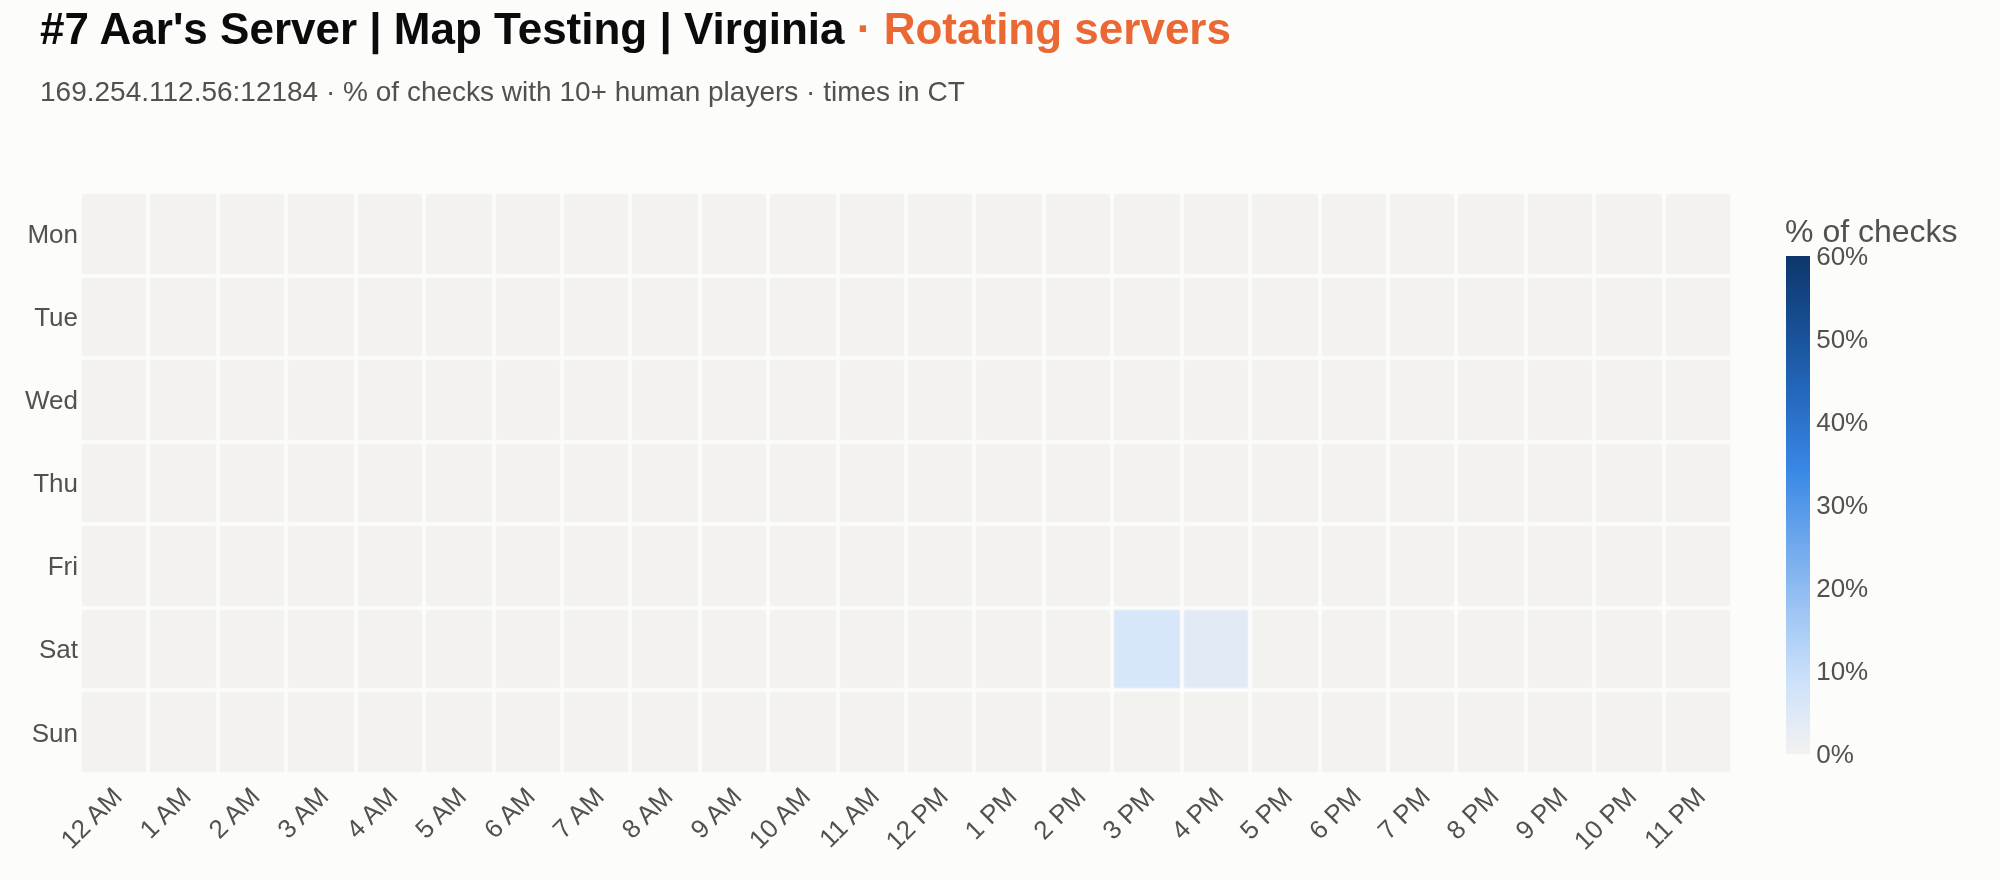 #7 Aar's Server | Map Testing | Virginia · Rotating servers
169.254.112.56:12184 · % of checks with 10+ human players · times in CT
% of checks
60%
50%
40%
30%
20%
10%
0%
Mon
Tue
Wed
Thu
Fri
Sat
Sun
12 AM
1 AM
2 AM
3 AM
4 AM
5 AM
6 AM
7 AM
8 AM
9 AM
10 AM
11 AM
12 PM
1 PM
2 PM
3 PM
4 PM
5 PM
6 PM
7 PM
8 PM
9 PM
10 PM
11 PM